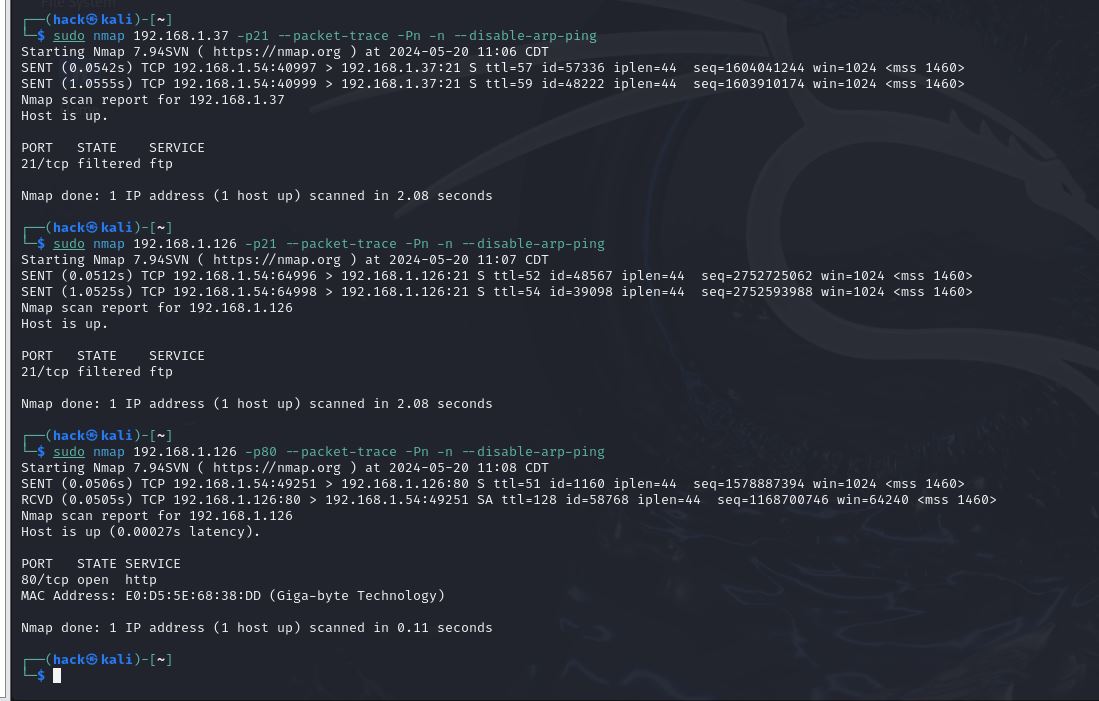 File System
┌──(hack㉿kali)-[~]
└─$ sudo nmap 192.168.1.37 -p21 --packet-trace -Pn -n --disable-arp-ping
Starting Nmap 7.94SVN ( https://nmap.org ) at 2024-05-20 11:06 CDT
SENT (0.0542s) TCP 192.168.1.54:40997 > 192.168.1.37:21 S ttl=57 id=57336 iplen=44  seq=1604041244 win=1024 <mss 1460>
SENT (1.0555s) TCP 192.168.1.54:40999 > 192.168.1.37:21 S ttl=59 id=48222 iplen=44  seq=1603910174 win=1024 <mss 1460>
Nmap scan report for 192.168.1.37
Host is up.
PORT   STATE    SERVICE
21/tcp filtered ftp
Nmap done: 1 IP address (1 host up) scanned in 2.08 seconds
┌──(hack㉿kali)-[~]
└─$ sudo nmap 192.168.1.126 -p21 --packet-trace -Pn -n --disable-arp-ping
Starting Nmap 7.94SVN ( https://nmap.org ) at 2024-05-20 11:07 CDT
SENT (0.0512s) TCP 192.168.1.54:64996 > 192.168.1.126:21 S ttl=52 id=48567 iplen=44  seq=2752725062 win=1024 <mss 1460>
SENT (1.0525s) TCP 192.168.1.54:64998 > 192.168.1.126:21 S ttl=54 id=39098 iplen=44  seq=2752593988 win=1024 <mss 1460>
Nmap scan report for 192.168.1.126
Host is up.
PORT   STATE    SERVICE
21/tcp filtered ftp
Nmap done: 1 IP address (1 host up) scanned in 2.08 seconds
┌──(hack㉿kali)-[~]
└─$ sudo nmap 192.168.1.126 -p80 --packet-trace -Pn -n --disable-arp-ping
Starting Nmap 7.94SVN ( https://nmap.org ) at 2024-05-20 11:08 CDT
SENT (0.0506s) TCP 192.168.1.54:49251 > 192.168.1.126:80 S ttl=51 id=1160 iplen=44  seq=1578887394 win=1024 <mss 1460>
RCVD (0.0505s) TCP 192.168.1.126:80 > 192.168.1.54:49251 SA ttl=128 id=58768 iplen=44  seq=1168700746 win=64240 <mss 1460>
Nmap scan report for 192.168.1.126
Host is up (0.00027s latency).
PORT   STATE SERVICE
80/tcp open  http
MAC Address: E0:D5:5E:68:38:DD (Giga-byte Technology)
Nmap done: 1 IP address (1 host up) scanned in 0.11 seconds
┌──(hack㉿kali)-[~]
└─$